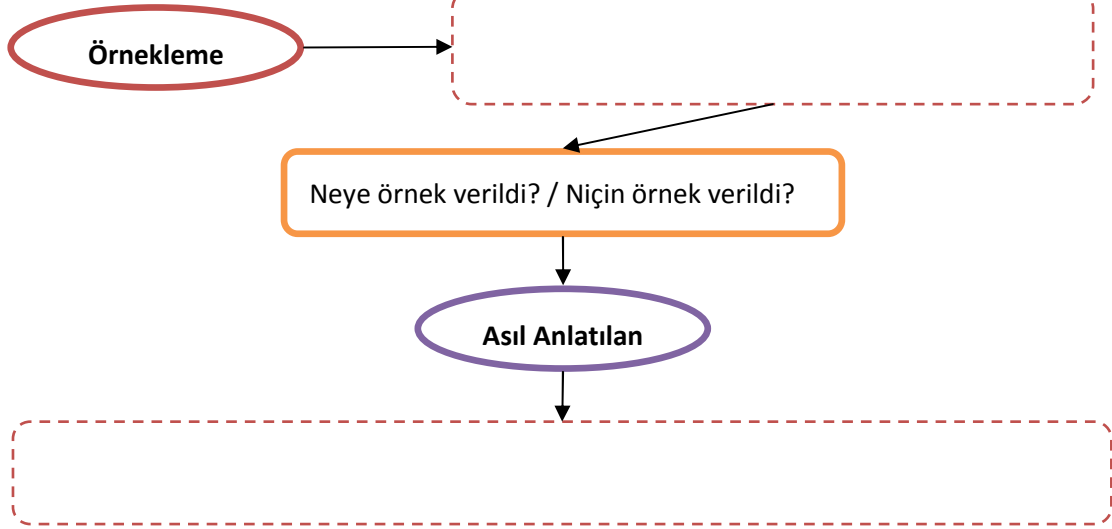 Örnekleme
Neye örnek verildi? / Niçin örnek verildi?
Asıl Anlatılan